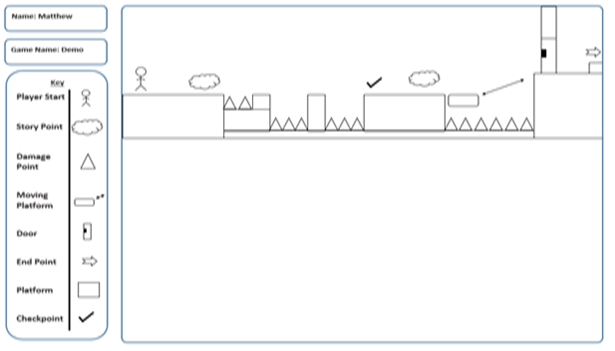 Name: Matthew
Game Name: Demo
Key
Player Start
Story Point
Damage
Point
Moving
Platform
Door
End Point
Platform
Checkpoint